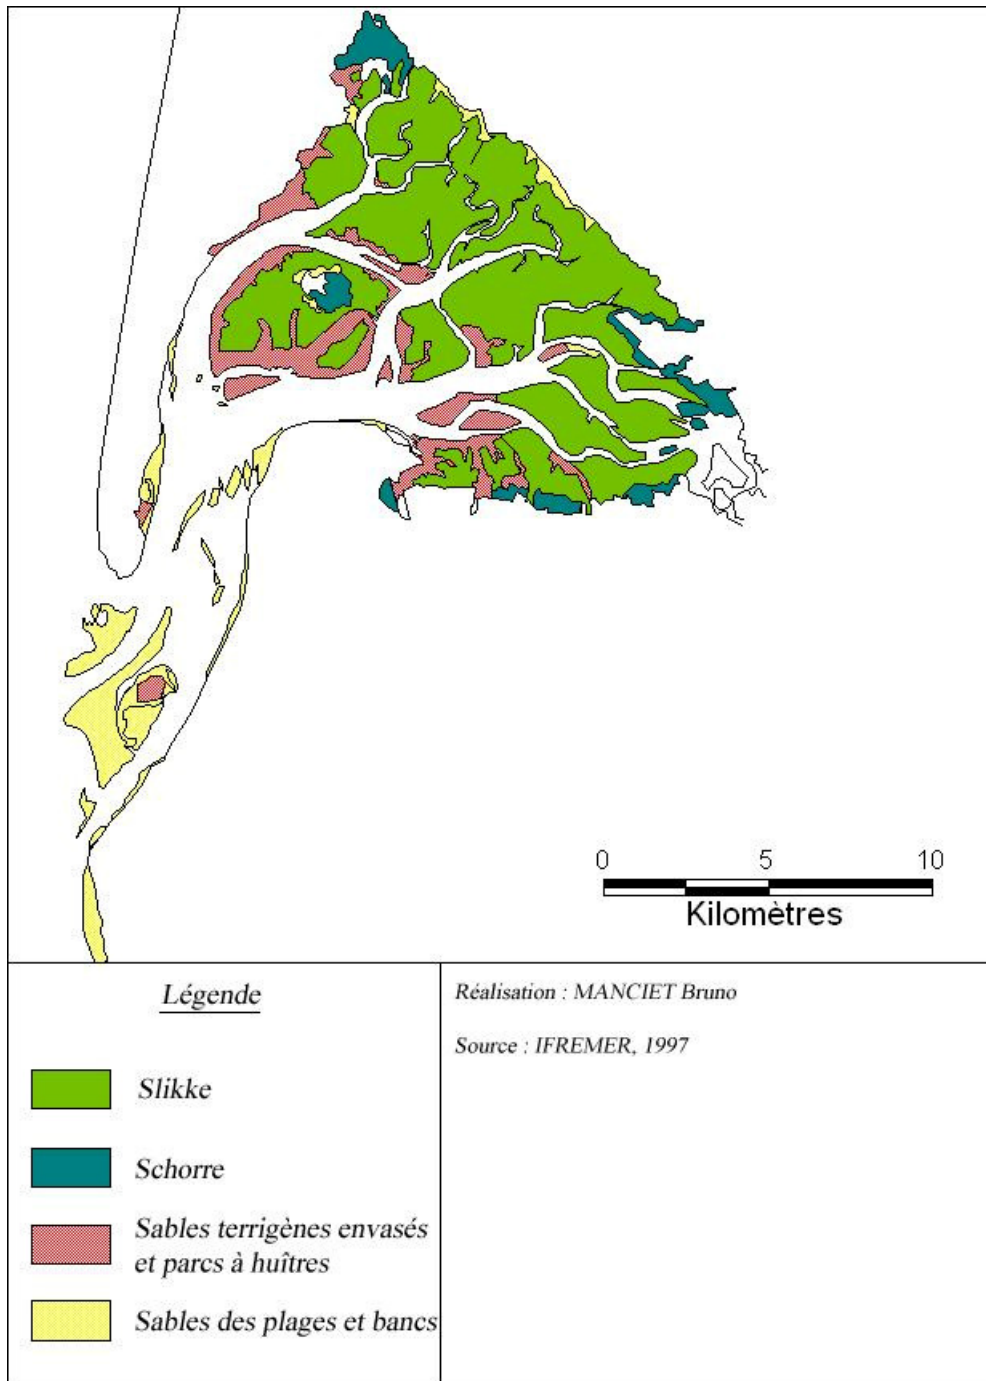 0 5 10
Kilomètres
Légende
Slikke
Schorre
Sables terrigènes envasés
et parcs à huîtres
Sables des plages et bancs
Réalisation : MANCIET Bruno
Source : IFREMER, 1997